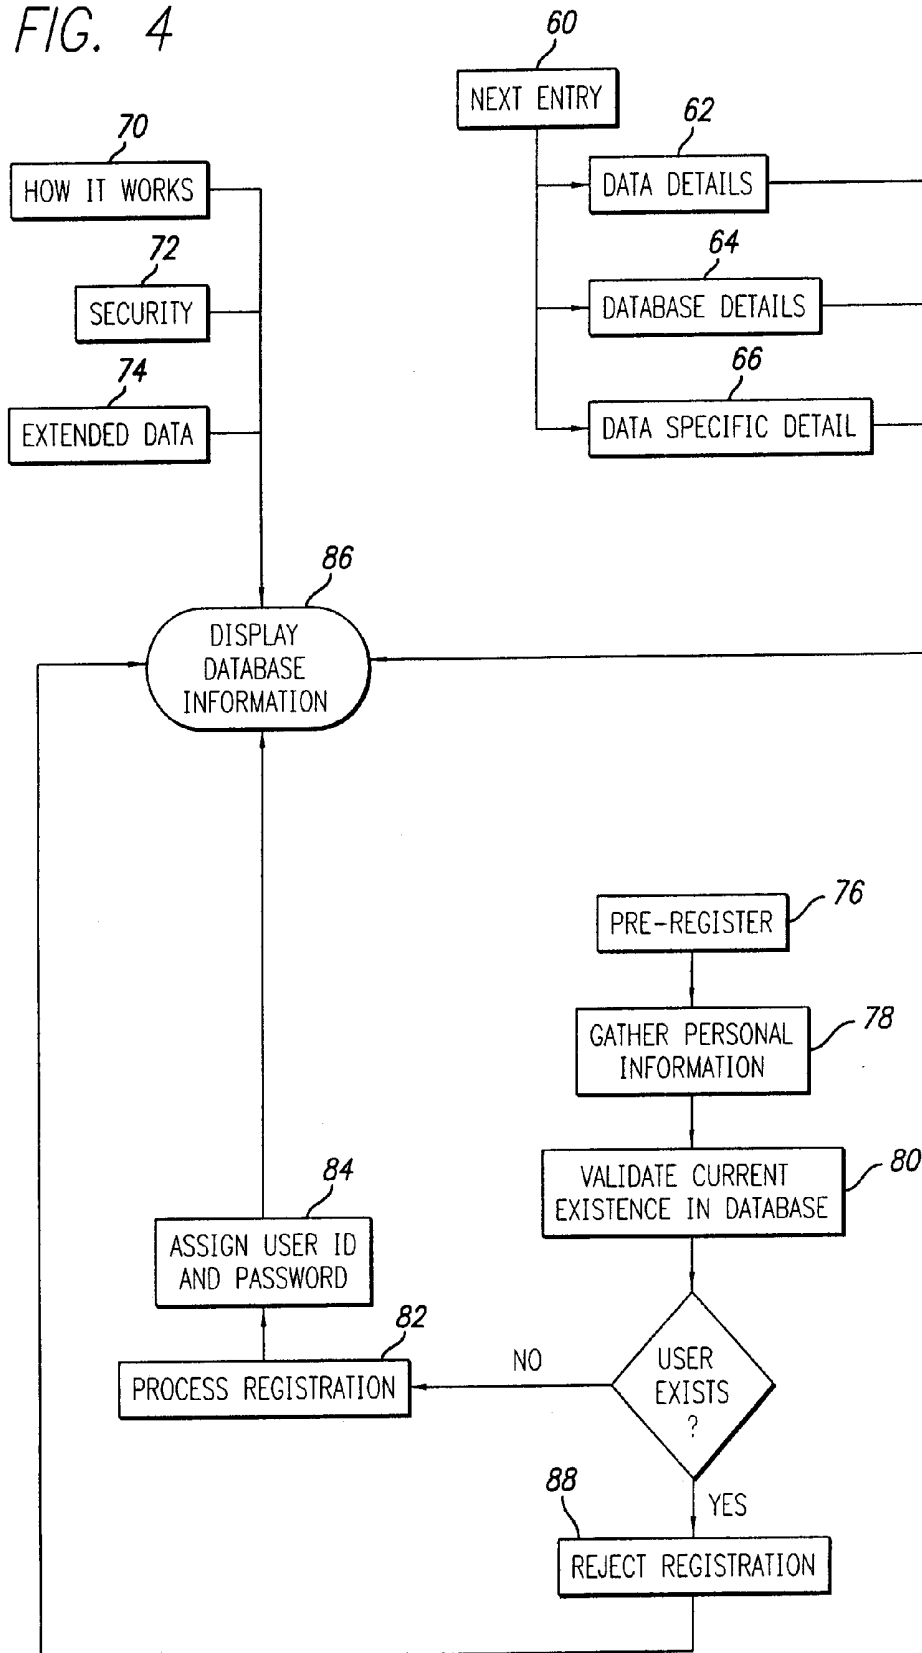 FIG. 4
60
NEXT ENTRY
70
HOW IT WORKS
62
DATA DETAILS
72
SECURITY
64
DATABASE DETAILS
74
EXTENDED DATA
66
DATA SPECIFIC DETAIL
86
DISPLAY
DATABASE
INFORMATION
76
PRE-REGISTER
78
GATHER PERSONAL
INFORMATION
80
VALIDATE CURRENT
EXISTENCE IN DATABASE
84
ASSIGN USER ID
AND PASSWORD
82
PROCESS REGISTRATION
NO
USER
EXISTS
?
YES
88
REJECT REGISTRATION